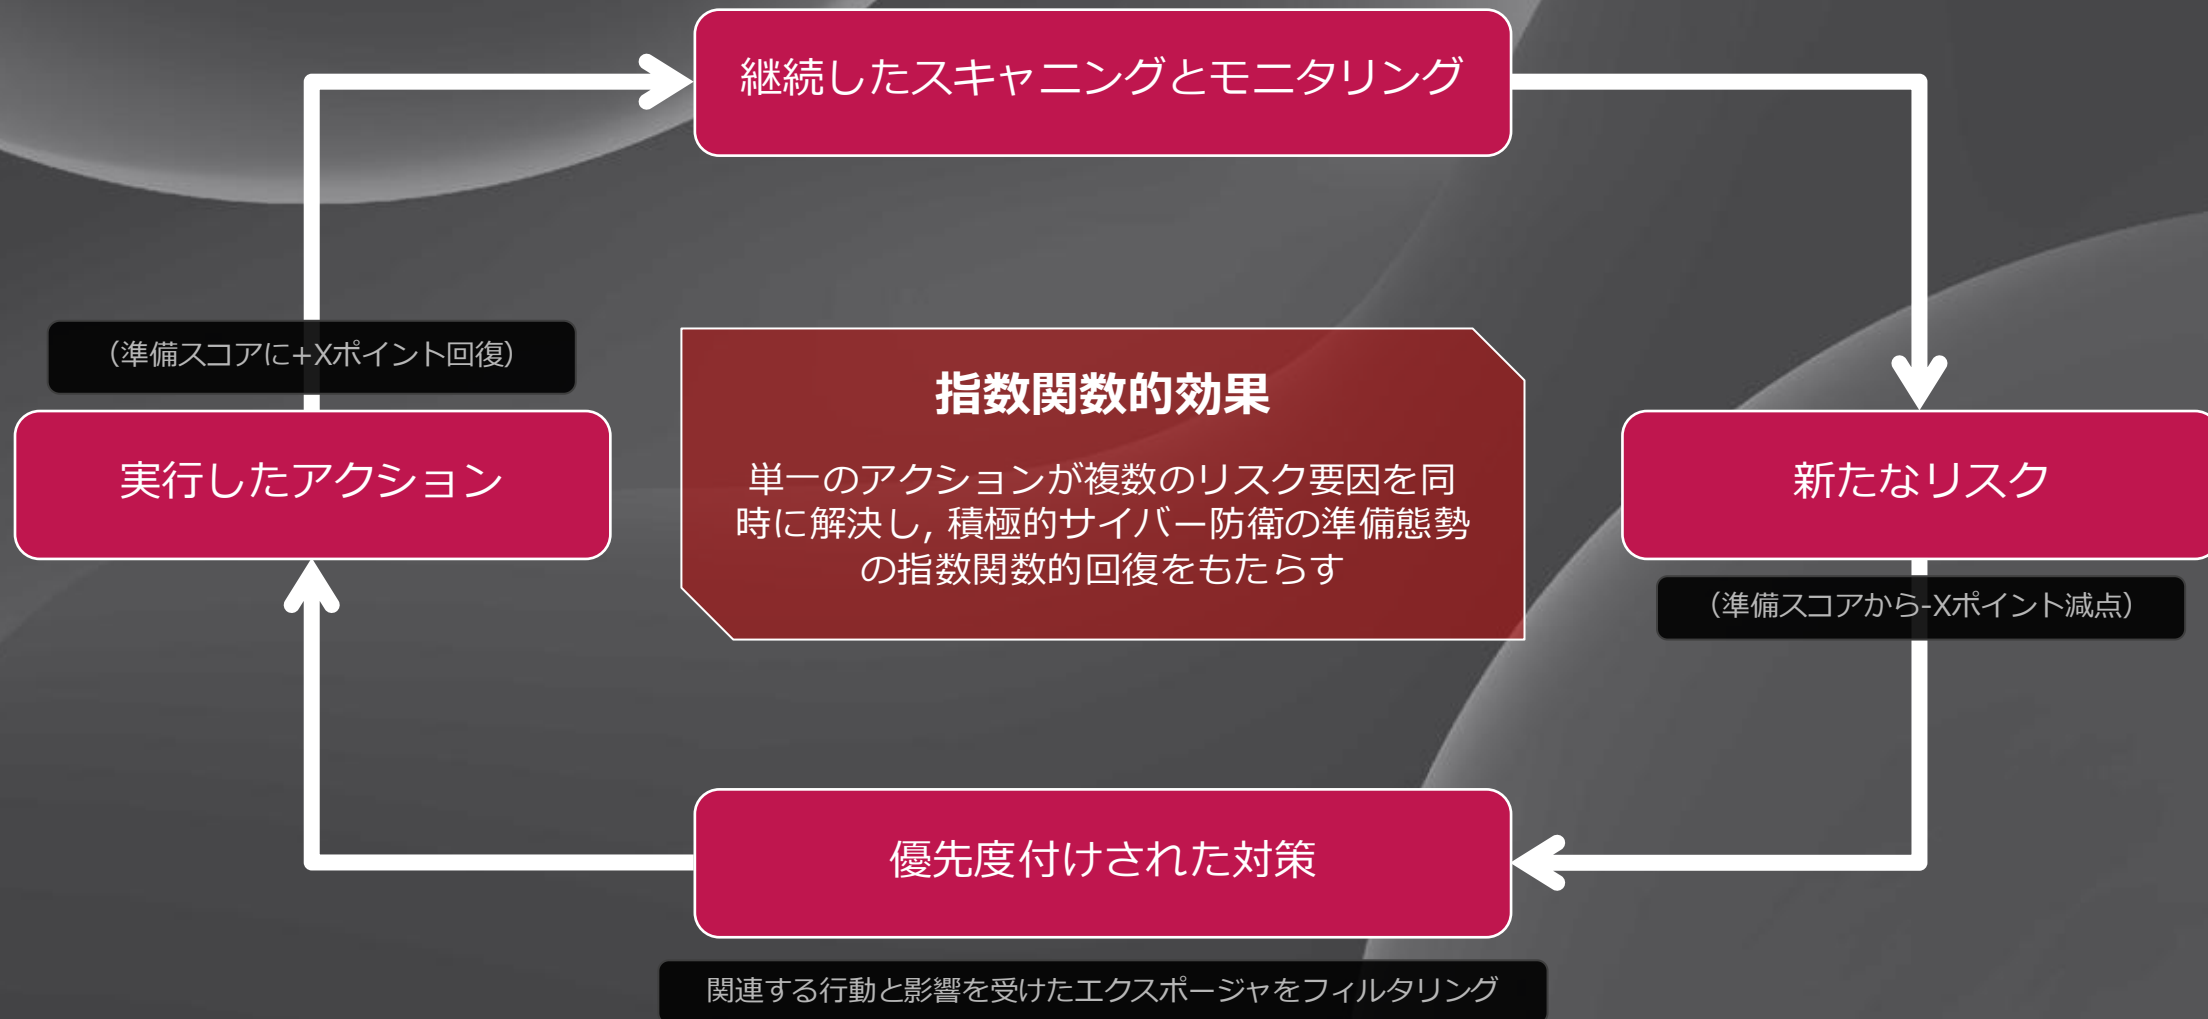 継続したスキャニングとモニタリング
（準備スコアに+Xポイント回復）
実行したアクション
指数関数的効果
単一のアクションが複数のリスク要因を同
時に解決し, 積極的サイバー防衛の準備態勢
の指数関数的回復をもたらす
新たなリスク
（準備スコアから-Xポイント減点）
優先度付けされた対策
関連する行動と影響を受けたエクスポージャをフィルタリング